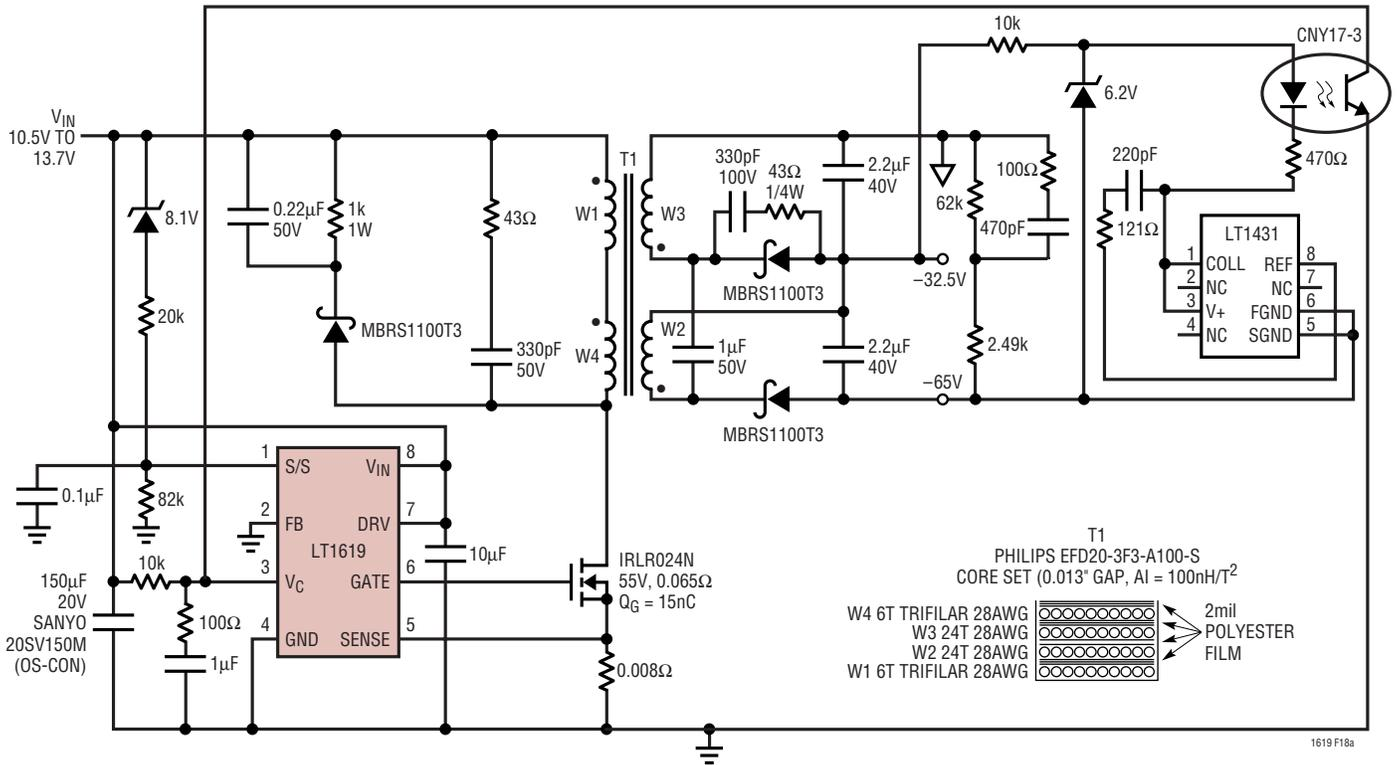 10k
CNY17-3
V_IN
10.5V TO
13.7V
6.2V
T1
330pF
100V
43Ω
1/4W
2.2µF
40V
100Ω
220pF
470Ω
8.1V
0.22µF
50V
1k
1W
43Ω
W1
W3
62k
470pF
121Ω
LT1431
1
COLL
REF
8
2
NC
NC
7
3
V+
FGND
6
4
NC
SGND
5
MBRS1100T3
–32.5V
20k
MBRS1100T3
330pF
50V
W4
W2
1µF
50V
2.2µF
40V
2.49k
–65V
MBRS1100T3
0.1µF
82k
1
S/S
V_IN
8
2
FB
DRV
7
LT1619
10µF
3
V_C
GATE
6
4
GND
SENSE
5
10k
150µF
20V
SANYO
20SV150M
(OS-CON)
100Ω
1µF
IRLR024N
55V, 0.065Ω
Q_G = 15nC
0.008Ω
T1
PHILIPS EFD20-3F3-A100-S
CORE SET (0.013" GAP, AI = 100nH/T²
W4 6T TRIFILAR 28AWG
W3 24T 28AWG
W2 24T 28AWG
W1 6T TRIFILAR 28AWG
2mil
POLYESTER
FILM
1619 F18a